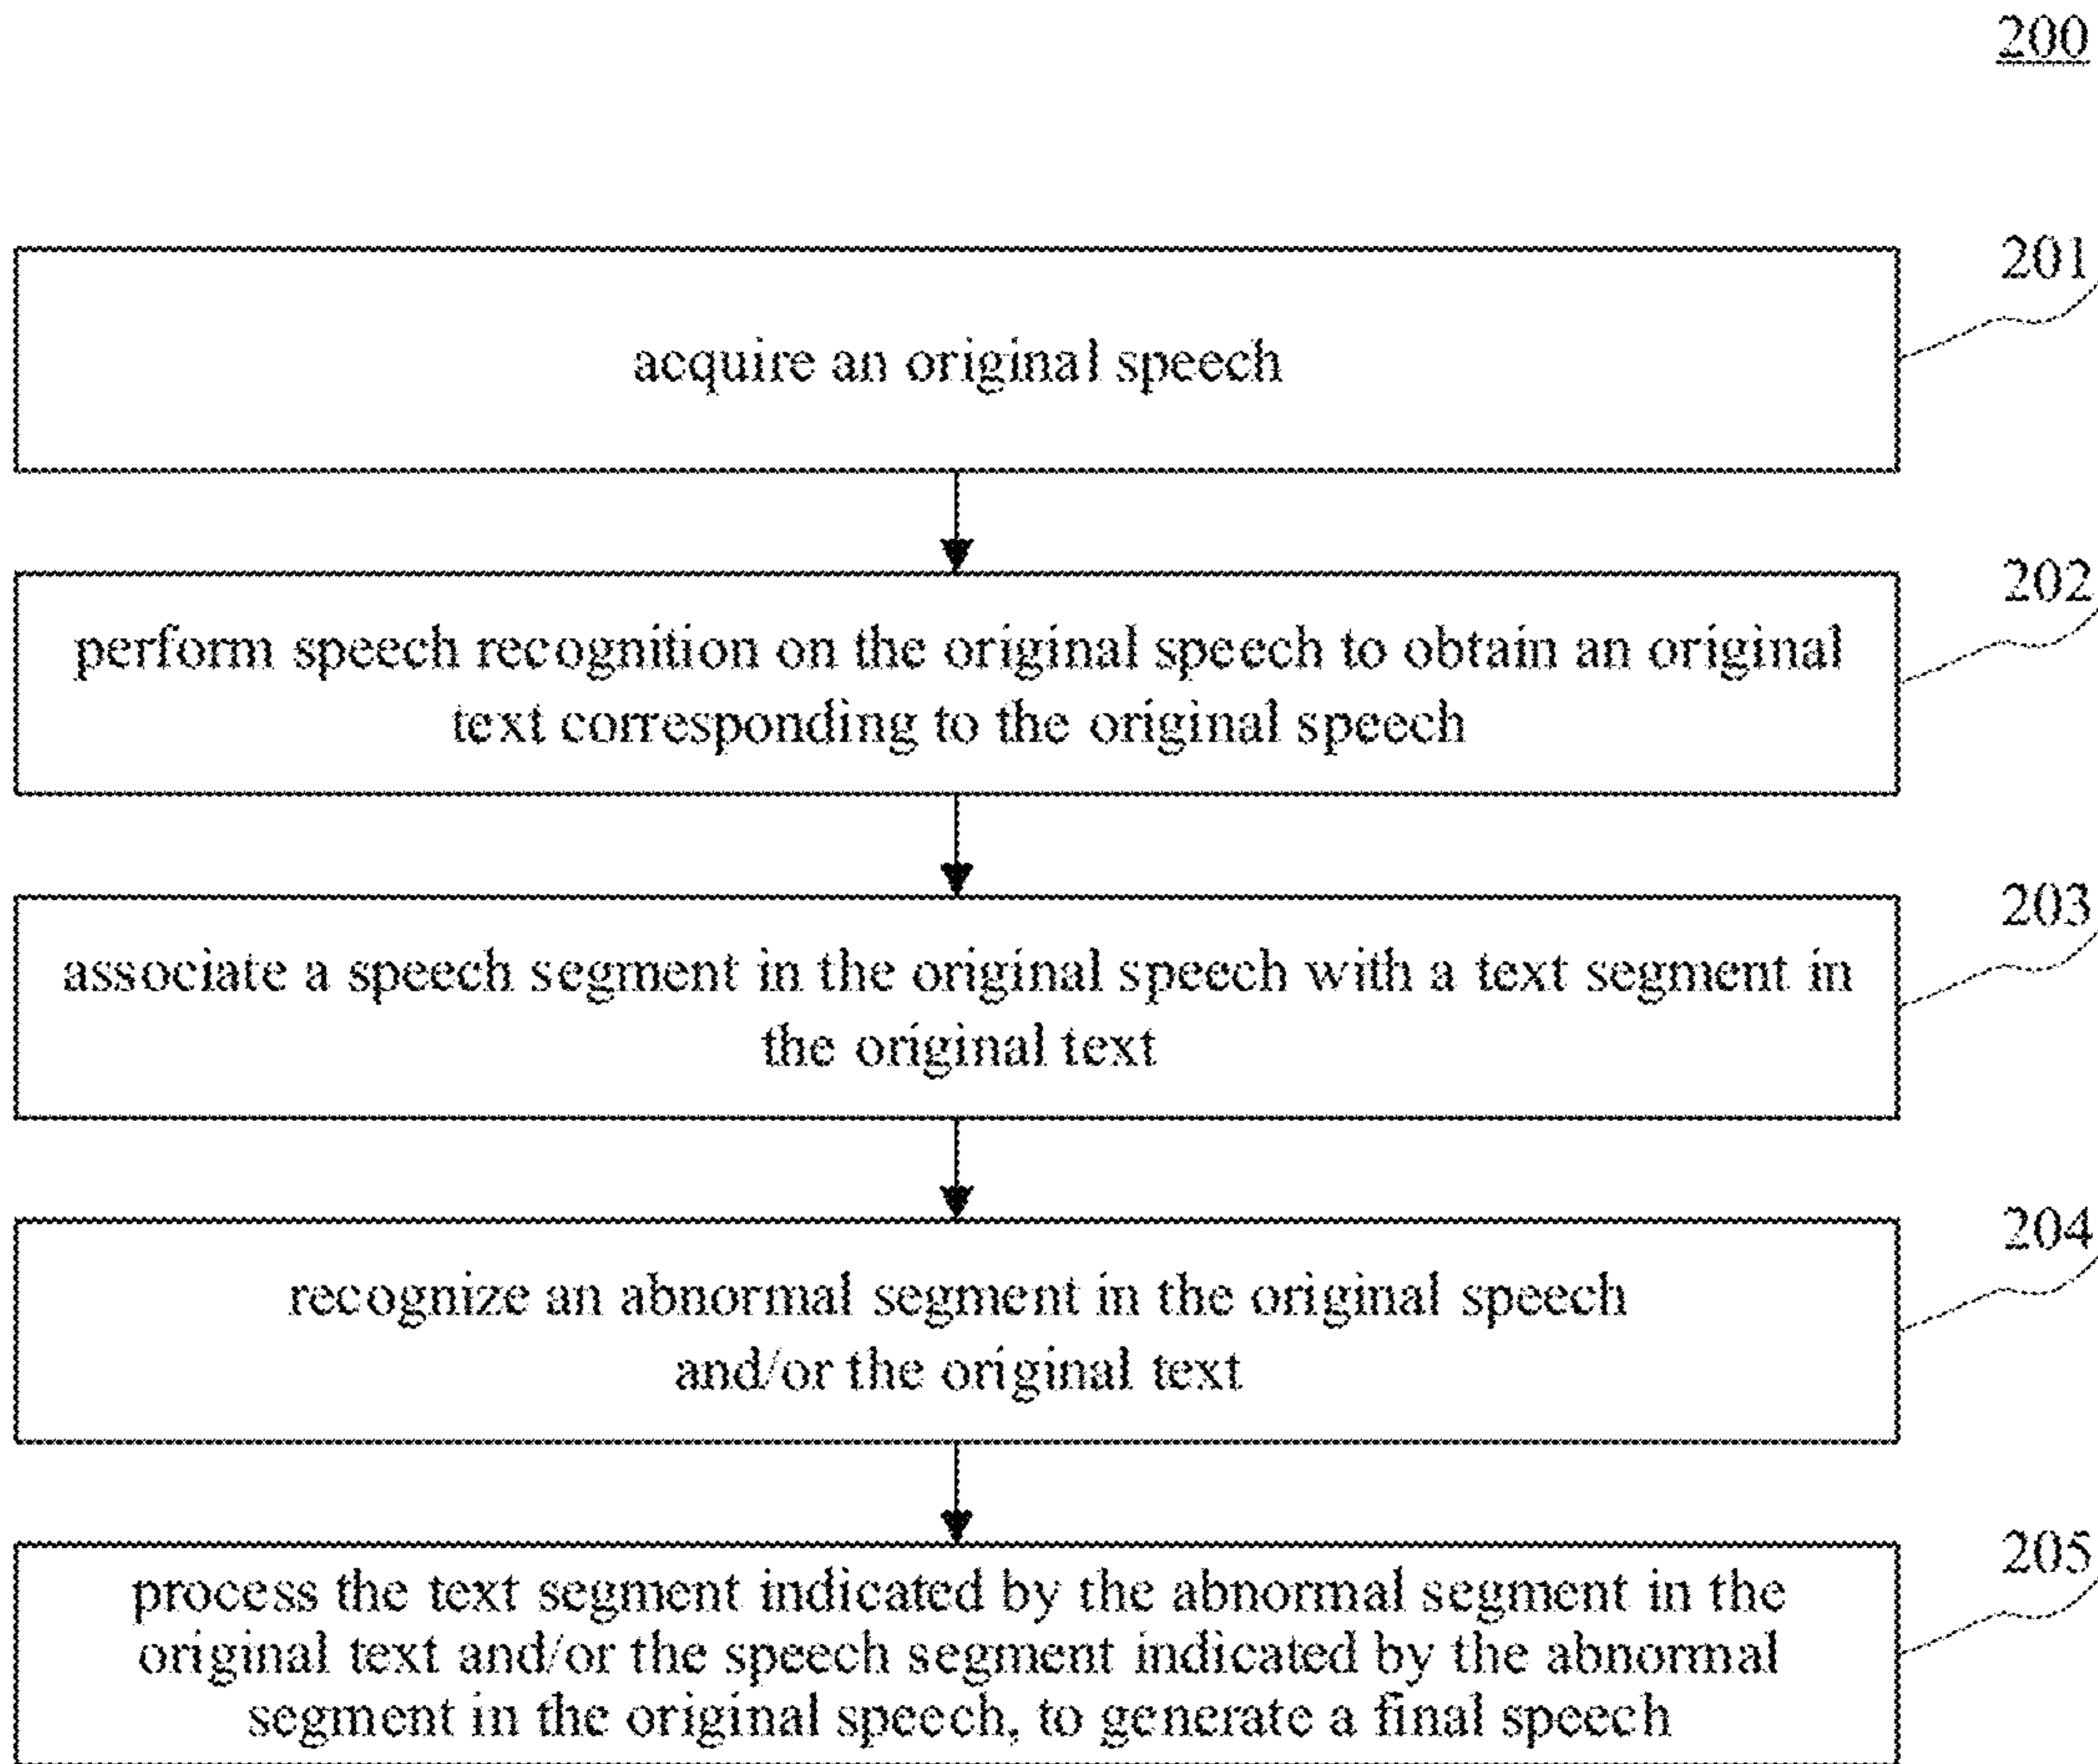 200
201
acquire an original speech
202
perform speech recognition on the original speech to obtain an original
text corresponding to the original speech
203
associate a speech segment in the original speech with a text segment in
the original text
204
recognize an abnormal segment in the original speech
and/or the original text
205
process the text segment indicated by the abnormal segment in the
original text and/or the speech segment indicated by the abnormal
segment in the original speech, to generate a final speech